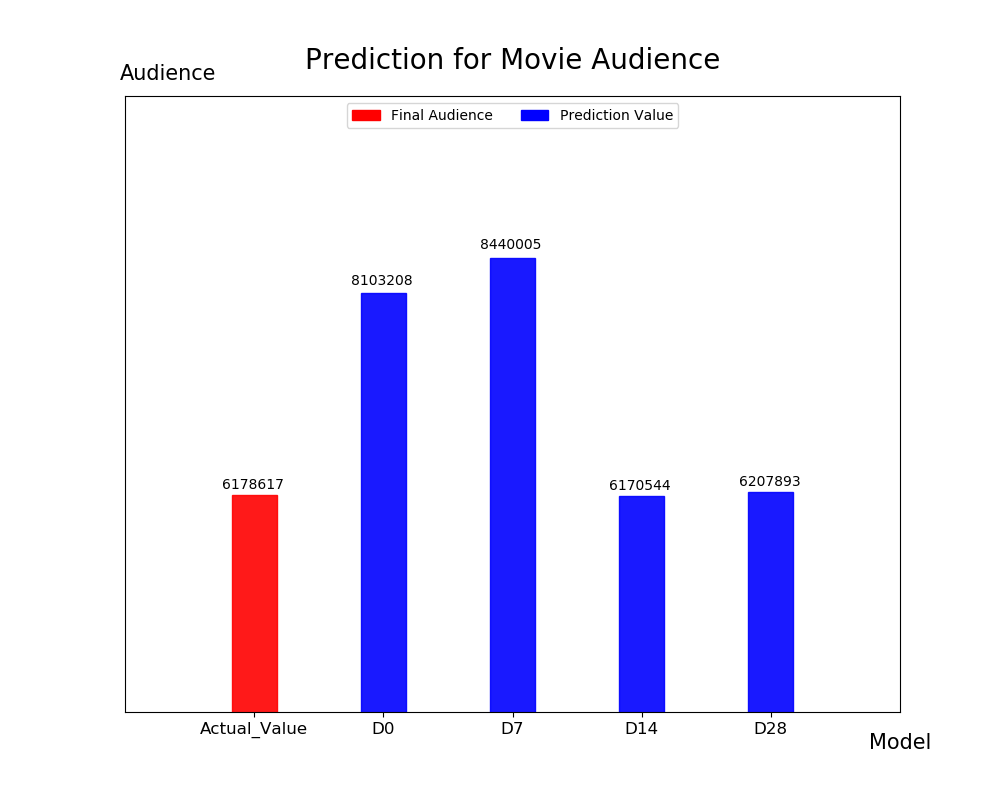 Prediction for Movie Audience
Audience
Final Audience Prediction Value
8440005
8103208
6178617
6170544
6207893
Actual_Value D0 D7 D14 D28
Model